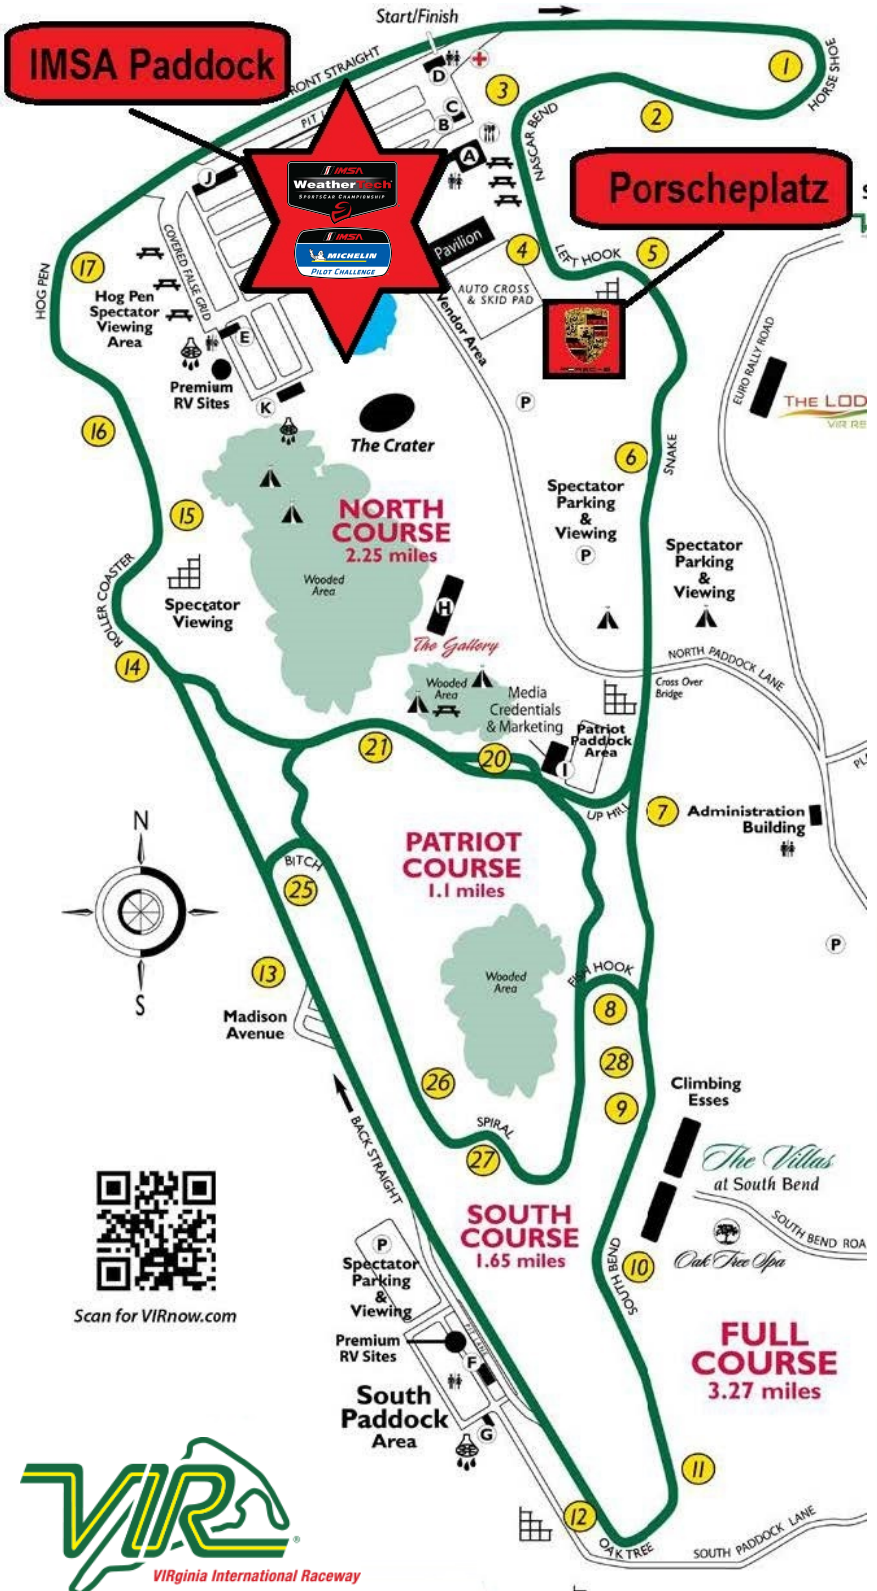 Start/Finish
IMSA Paddock
FRONT STRAIGHT
PIT L
HORSE SHOE
1
2
3
D
C
B
A
J
NASCAR BEND
IMSA
WeatherTech
SPORTSCAR CHAMPIONSHIP
IMSA
MICHELIN
PILOT CHALLENGE
Porscheplatz
S
Pavilion
4
LEFT HOOK
5
17
HOG PEN
COVERED FALSE GRID
Hog Pen
Spectator
Viewing
Area
AUTO CROSS
& SKID PAD
Vendor Area
E
Premium
RV Sites
K
EURO RALLY ROAD
THE LOD
VIR RE
P
The Crater
16
6
SNAKE
Spectator
Parking
&
Viewing
P
Spectator
Parking
&
Viewing
15
NORTH
COURSE
2.25 miles
Wooded
Area
ROLLER COASTER
Spectator
Viewing
H
The Gallery
14
NORTH PADDOCK LANE
Cross Over
Bridge
Wooded
Area
Media
Credentials
& Marketing
Patriot
Paddock
Area
I
21
20
PL
UP HILL
7
Administration
Building
N
S
BITCH
25
PATRIOT
COURSE
1.1 miles
P
13
Madison
Avenue
Wooded
Area
FISH HOOK
8
28
9
26
Climbing
Esses
SPIRAL
27
BACK STRAIGHT
The Villas
at South Bend
SOUTH BEND ROA
Oak Tree Spa
SOUTH
COURSE
1.65 miles
SOUTH BEND
10
P
Spectator
Parking
&
Viewing
Scan for VIRnow.com
PIT LANE
Premium
RV Sites
F
South
Paddock
Area
G
FULL
COURSE
3.27 miles
11
12
OAK TREE
SOUTH PADDOCK LANE
VIR
®
VIRginia International Raceway